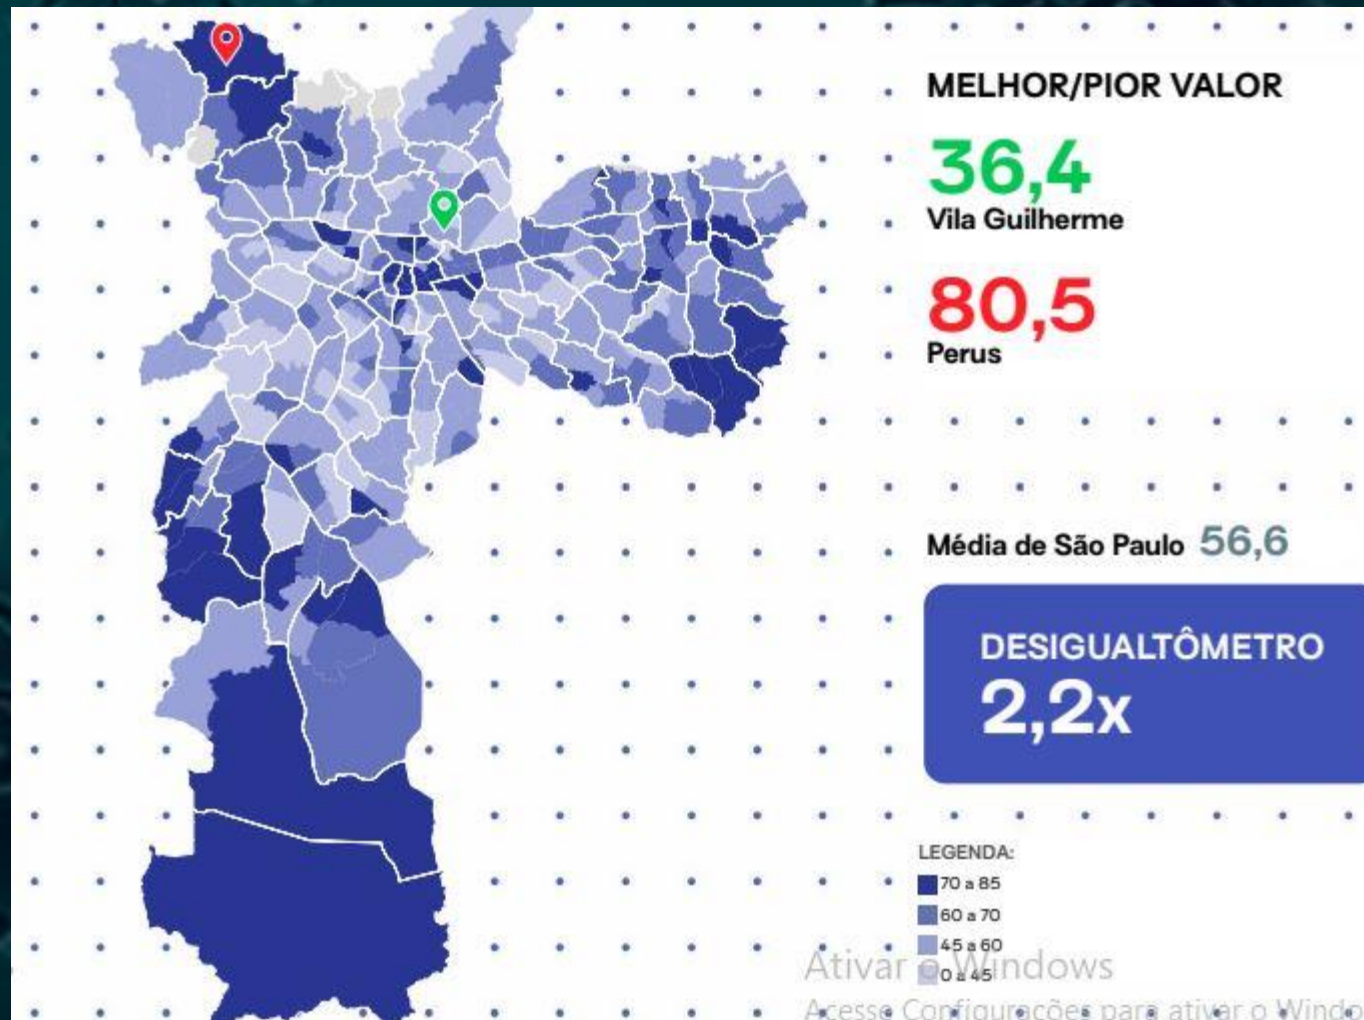 MELHOR/PIOR VALOR
36,4
Vila Guilherme
80,5
Perus
Média de São Paulo 56,6
DESIGUALTÔMETRO
2,2x
LEGENDA:
70 a 85
60 a 70
45 a 60
0 a 45
Ativar o Windows
Acesse Configurações para ativar o Windo